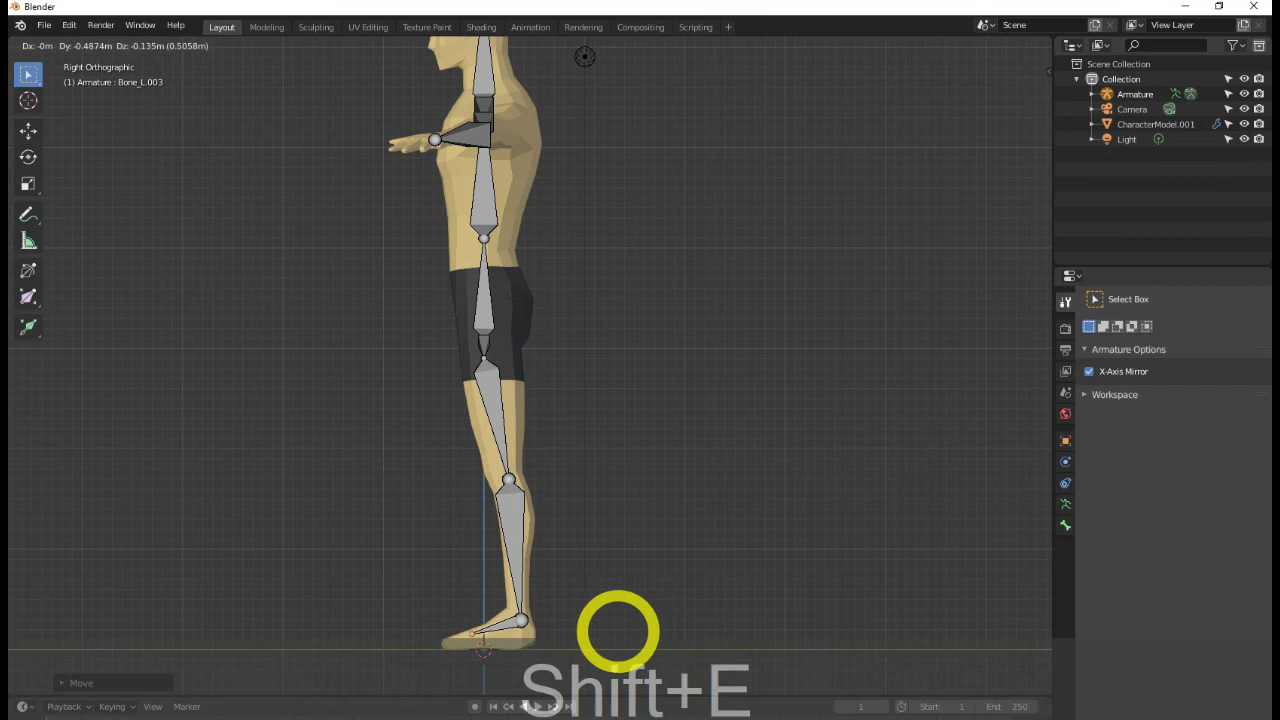 Blender
File Edit Render Window Help Layout Modeling Sculpting UV Editing Texture Paint Shading Animation Rendering Compositing Scripting + Scene View Layer
Dx: -0m Dy: -0.4874m Dz: -0.135m (0.5058m)
Right Orthographic
(1) Armature : Bone_L.003
Scene Collection
Collection
Armature
Camera
CharacterModel.001
Light
Select Box
Armature Options
X-Axis Mirror
Workspace
Move
Shift+E
Playback Keying View Marker 1 Start: 1 End: 250